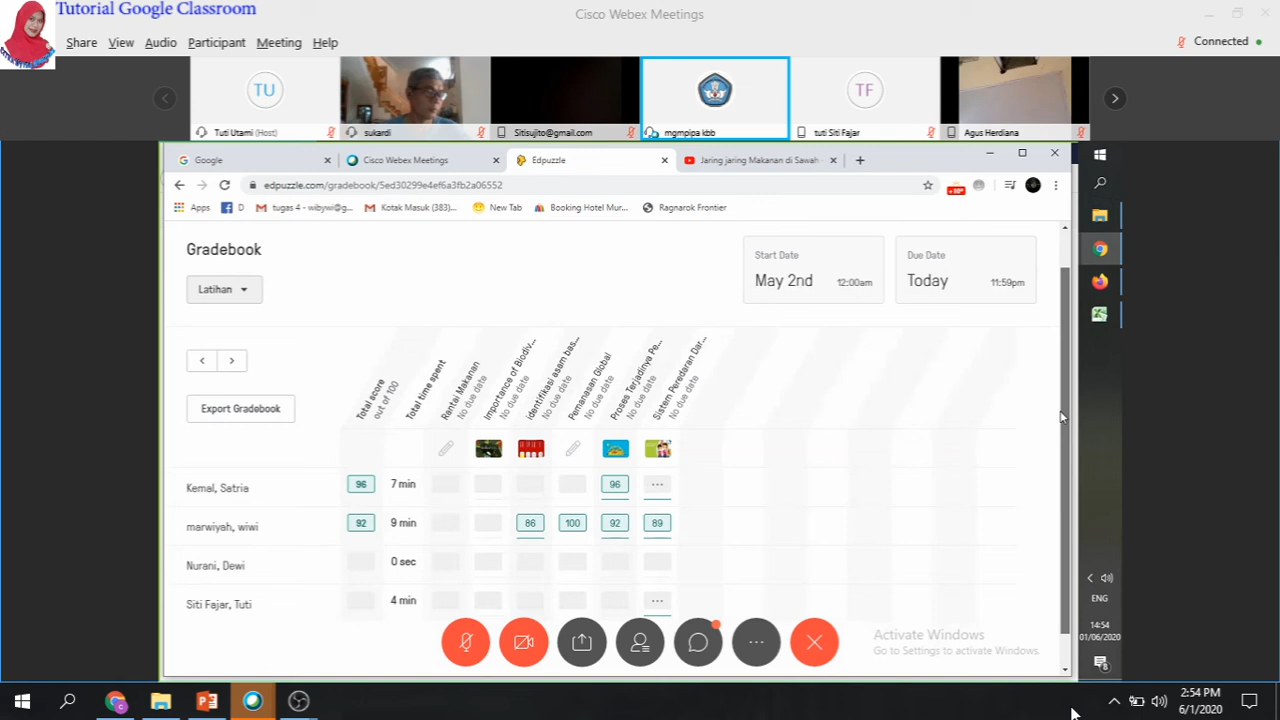 Tutorial Google Classroom
Cisco Webex Meetings
Share View Audio Participant Meeting Help
Connected
TU
TF
Tuti Utami (Host)
sukardi
Sitisujito@gmail.com
mgmpipa kbb
tuti Siti Fajar
Agus Herdiana
Google
Cisco Webex Meetings
Edpuzzle
Jaring jaring Makanan di Sawah -
edpuzzle.com/gradebook/5ed30299e4ef6a3fb2a06552
Apps
D
tugas 4 - wibywi@g...
Kotak Masuk (383)...
New Tab
Booking Hotel Mur...
Ragnarok Frontier
Gradebook
Latihan
Start Date
May 2nd 12:00am
Due Date
Today 11:59pm
Export Gradebook
Total score
out of 100
Total time spent
Rantai Makanan
No due date
Importance of Biodiv...
No due date
identifikasi asam bas...
No due date
Pemanasan Global
No due date
Proses Terjadinya Pe...
No due date
Sistem Peredaran Dar...
No due date
Kemal, Satria 96 7 min 96 ...
marwiyah, wiwi 92 9 min 86 100 92 89
Nurani, Dewi 0 sec
Siti Fajar, Tuti 4 min ...
Activate Windows
Go to Settings to activate Windows.
ENG
14:54
01/06/2020
8
2:54 PM
6/1/2020